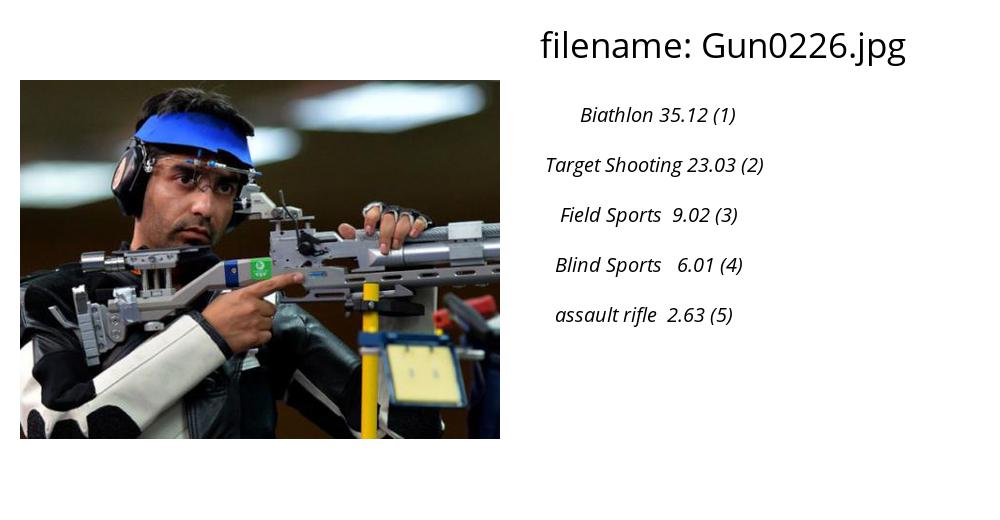 filename: Gun0226.jpg
Biathlon 35.12 (1)
Target Shooting 23.03 (2)
Field Sports 9.02 (3)
Blind Sports 6.01 (4)
assault rifle 2.63 (5)